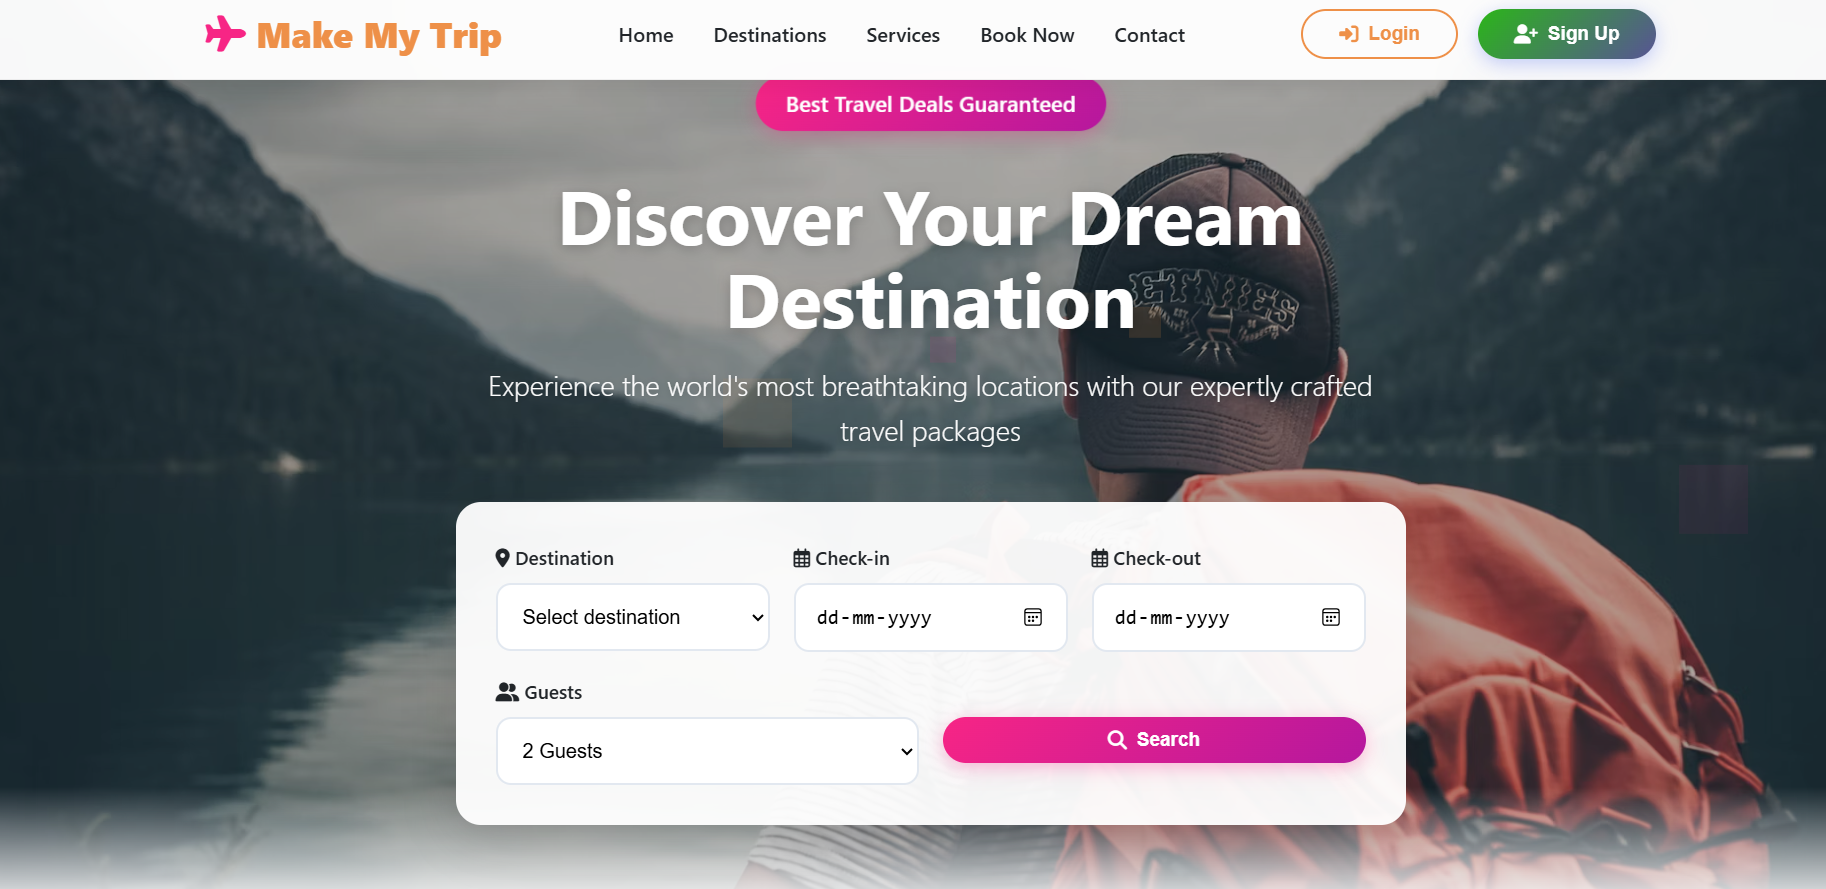 Make My Trip
Home
Destinations
Services
Book Now
Contact
Login
Sign Up
Best Travel Deals Guaranteed
Discover Your Dream
Destination
ETNIES
Experience the world's most breathtaking locations with our expertly crafted
travel packages
Destination
Check-in
Check-out
Select destination
dd-mm-yyyy
dd-mm-yyyy
Guests
2 Guests
Search